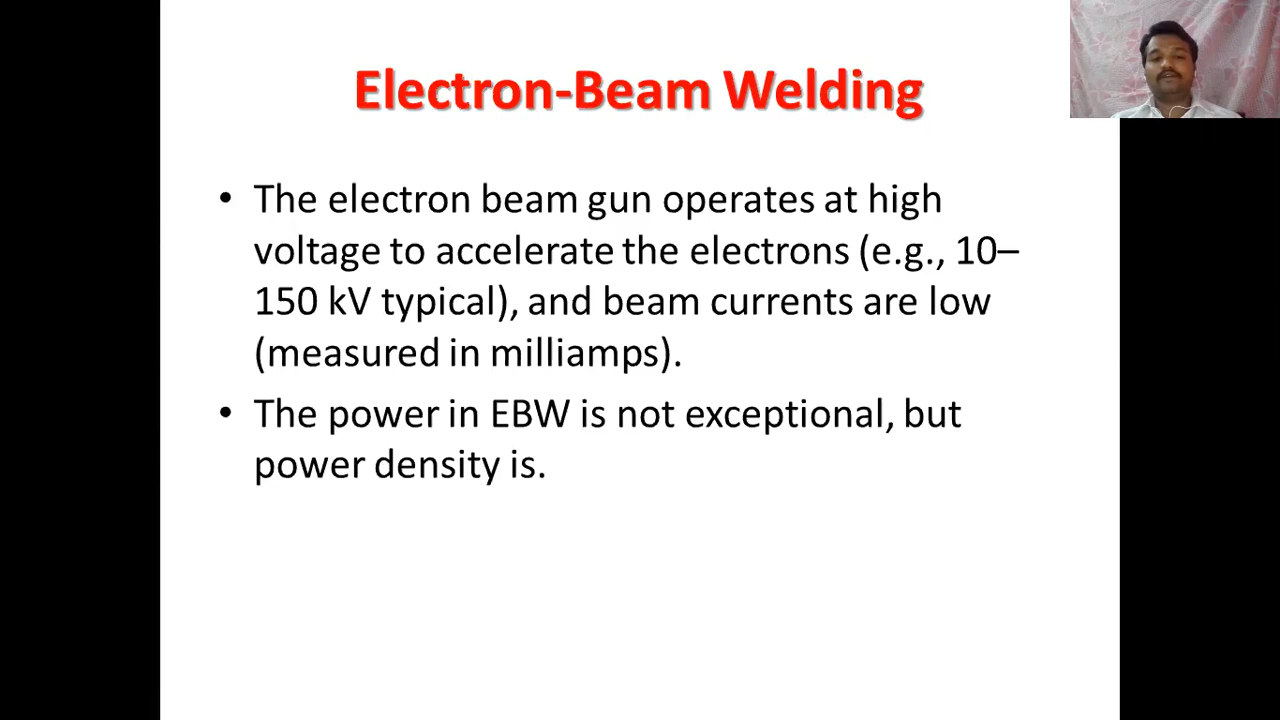 Electron-Beam Welding
• The electron beam gun operates at high
voltage to accelerate the electrons (e.g., 10–
150 kV typical), and beam currents are low
(measured in milliamps).
• The power in EBW is not exceptional, but
power density is.